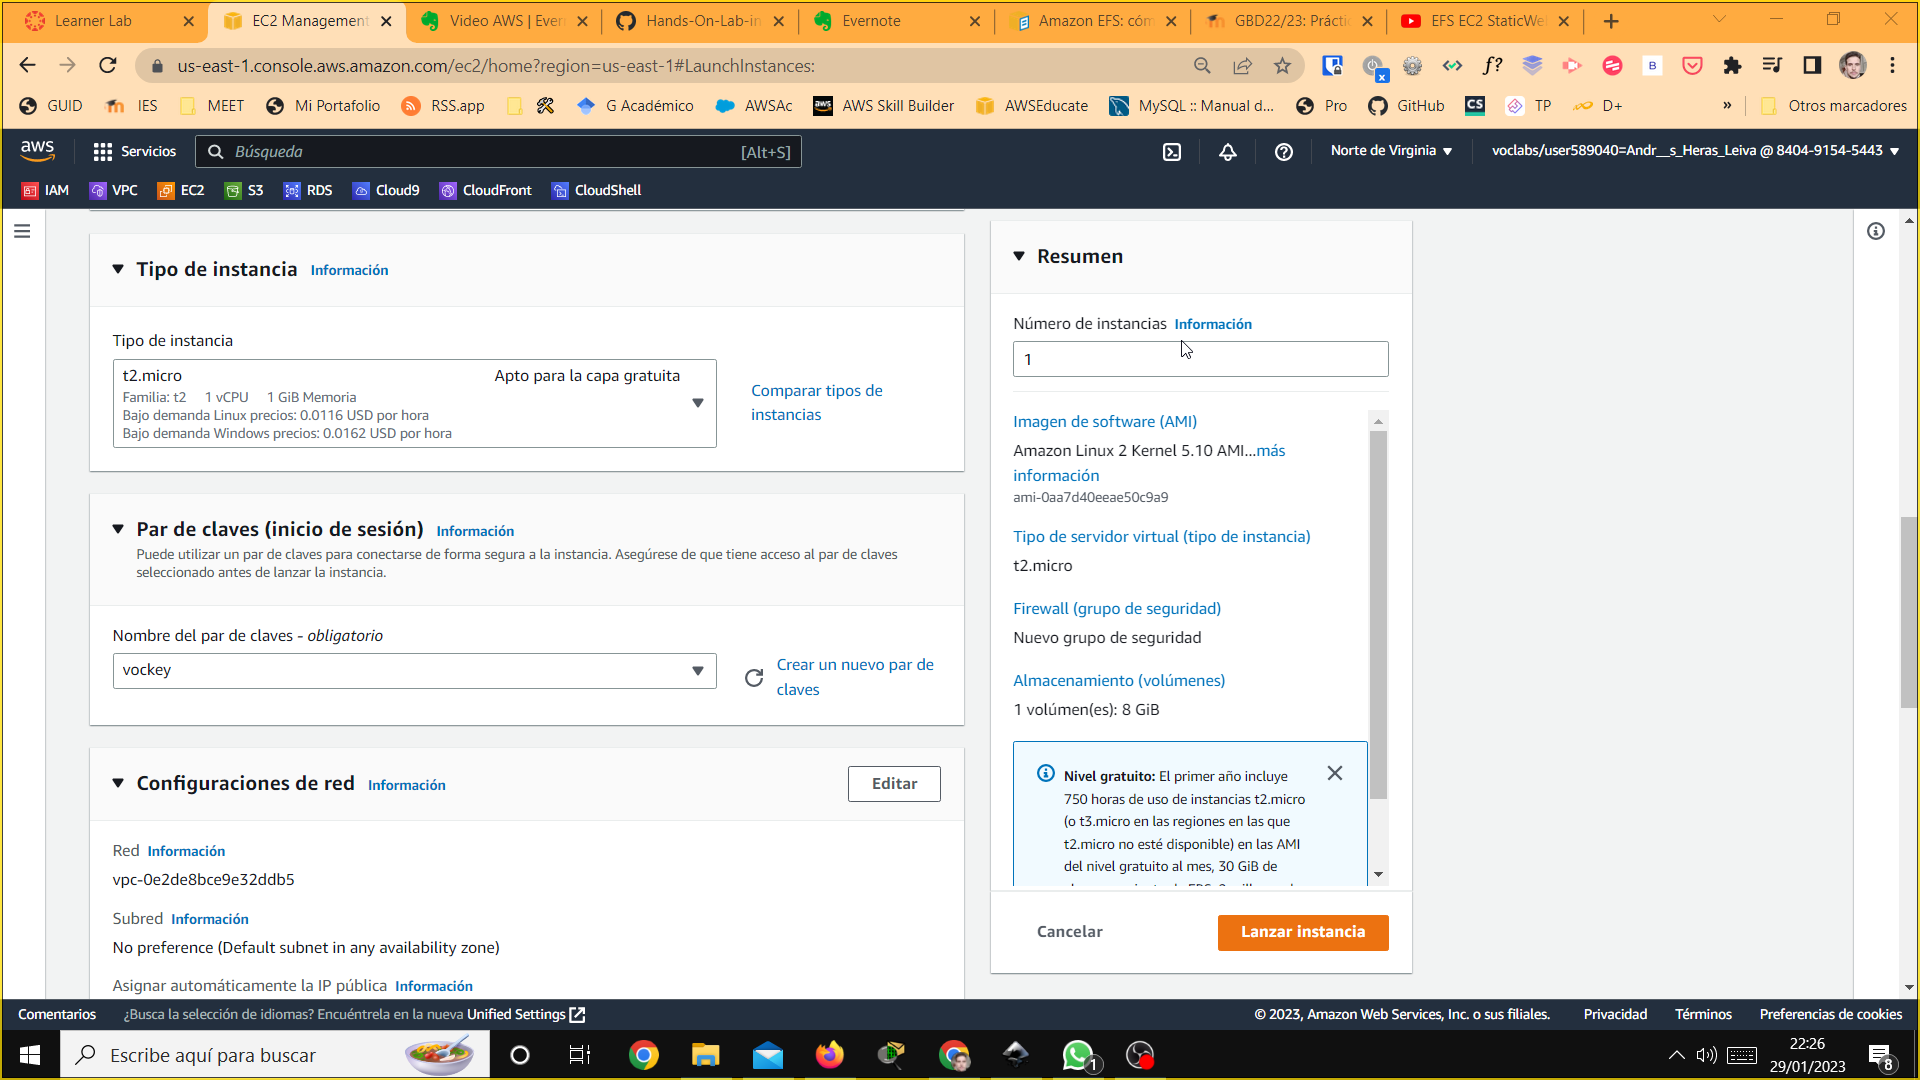 Learner Lab
EC2 Management
Video AWS | Ever
Hands-On-Lab-in
Evernote
Amazon EFS: cóm
GBD22/23: Prácti
EFS EC2 StaticWe
us-east-1.console.aws.amazon.com/ec2/home?region=us-east-1#LaunchInstances:
GUID
IES
MEET
Mi Portafolio
RSS.app
G Académico
AWSAc
AWS Skill Builder
AWSEducate
MySQL :: Manual d...
Pro
GitHub
TP
D+
»
Otros marcadores
aws
Servicios
Búsqueda
[Alt+S]
Norte de Virginia
voclabs/user589040=Andr__s_Heras_Leiva @ 8404-9154-5443
IAM
VPC
EC2
S3
RDS
Cloud9
CloudFront
CloudShell
Tipo de instancia Información
Tipo de instancia
t2.micro Apto para la capa gratuita
Familia: t2 1 vCPU 1 GiB Memoria
Bajo demanda Linux precios: 0.0116 USD por hora
Bajo demanda Windows precios: 0.0162 USD por hora
Comparar tipos de
instancias
Par de claves (inicio de sesión) Información
Puede utilizar un par de claves para conectarse de forma segura a la instancia. Asegúrese de que tiene acceso al par de claves
seleccionado antes de lanzar la instancia.
Nombre del par de claves - obligatorio
vockey
Crear un nuevo par de
claves
Configuraciones de red Información
Editar
Red Información
vpc-0e2de8bce9e32ddb5
Subred Información
No preference (Default subnet in any availability zone)
Asignar automáticamente la IP pública Información
Resumen
Número de instancias Información
1
Imagen de software (AMI)
Amazon Linux 2 Kernel 5.10 AMI...más
información
ami-0aa7d40eeae50c9a9
Tipo de servidor virtual (tipo de instancia)
t2.micro
Firewall (grupo de seguridad)
Nuevo grupo de seguridad
Almacenamiento (volúmenes)
1 volúmen(es): 8 GiB
Nivel gratuito: El primer año incluye
750 horas de uso de instancias t2.micro
(o t3.micro en las regiones en las que
t2.micro no esté disponible) en las AMI
del nivel gratuito al mes, 30 GiB de
Cancelar
Lanzar instancia
Comentarios
¿Busca la selección de idiomas? Encuéntrela en la nueva Unified Settings
© 2023, Amazon Web Services, Inc. o sus filiales.
Privacidad
Términos
Preferencias de cookies
Escribe aquí para buscar
1
22:26
29/01/2023
8